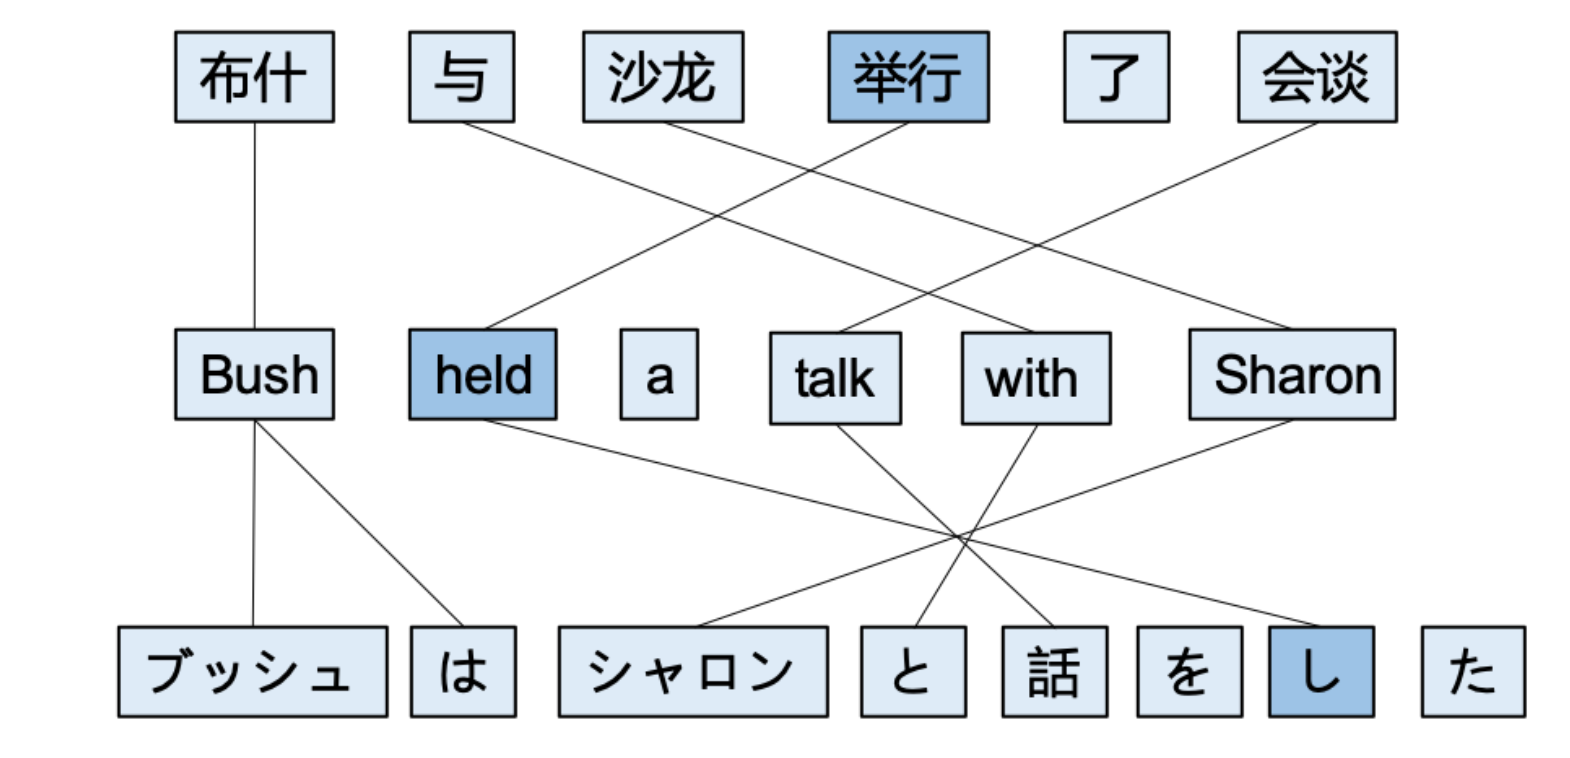 布什 与 沙龙 举行 了 会谈
Bush held a talk with Sharon
ブッシュ は シャロン と 話 を し た